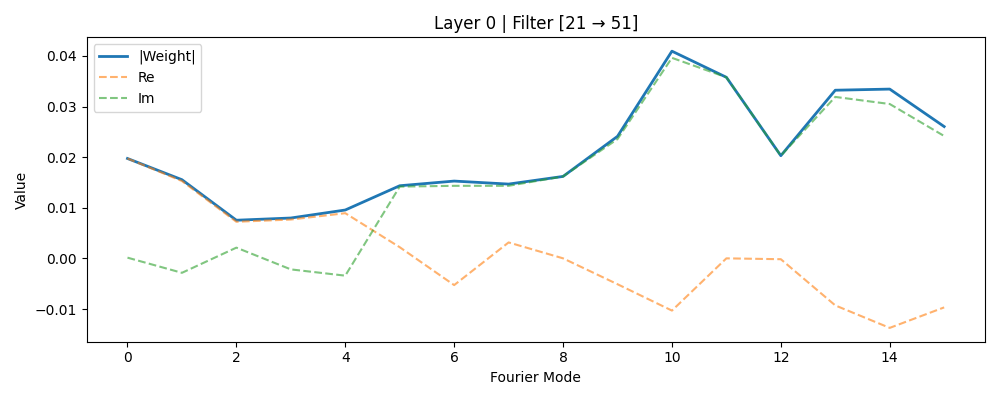 Layer 0 | Filter [21 → 51]
|Weight|
Re
Im
0.04
0.03
0.02
0.01
0.00
−0.01
Value
0 2 4 6 8 10 12 14
Fourier Mode